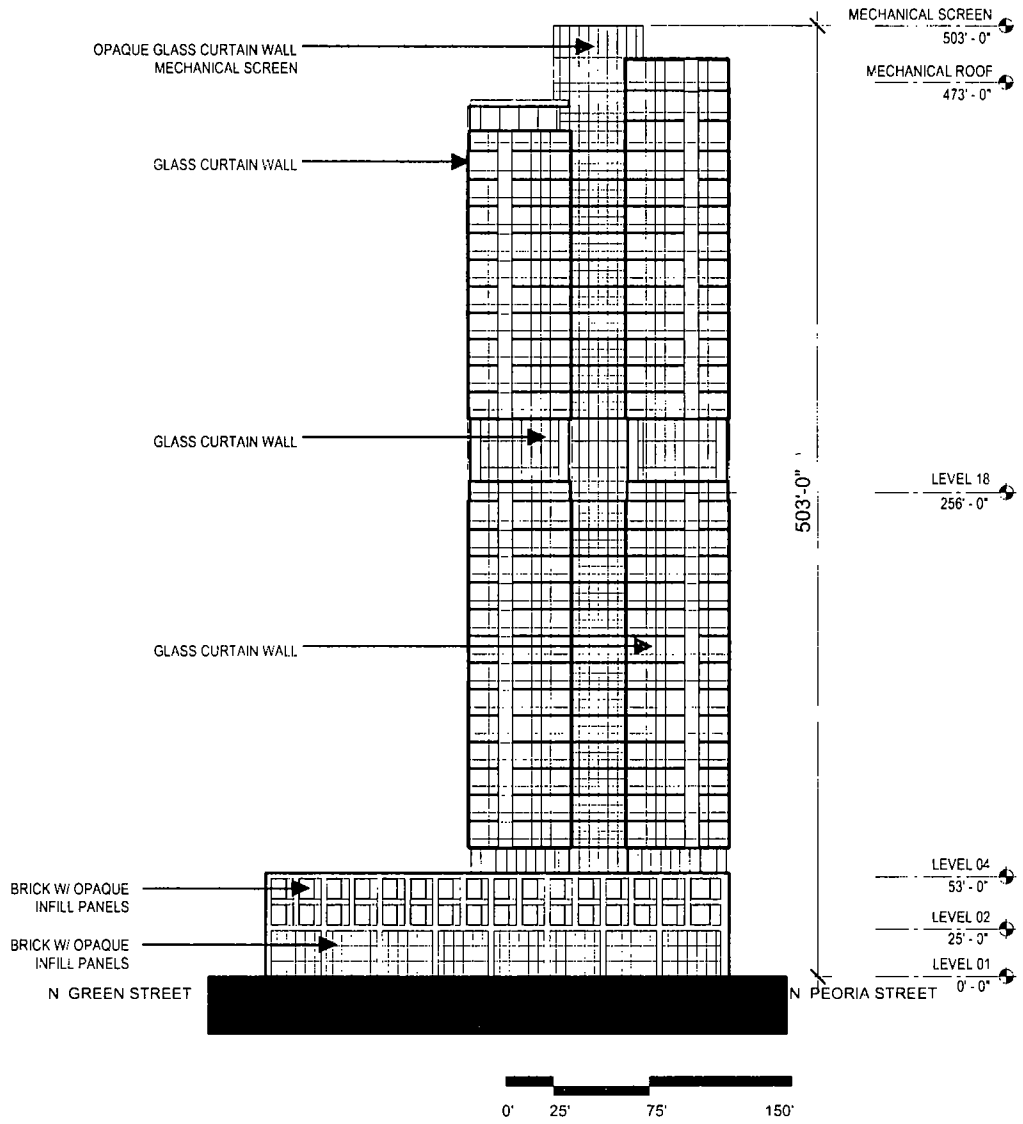 MECHANICAL SCREEN
503' - 0"
OPAQUE GLASS CURTAIN WALL
MECHANICAL SCREEN
MECHANICAL ROOF
473' - 0"
GLASS CURTAIN WALL
GLASS CURTAIN WALL
503'-0"
LEVEL 18
256' - 0"
GLASS CURTAIN WALL
LEVEL 04
53' - 0"
BRICK W/ OPAQUE
INFILL PANELS
LEVEL 02
25' - 0"
BRICK W/ OPAQUE
INFILL PANELS
LEVEL 01
0' - 0"
N GREEN STREET
N PEORIA STREET
0' 25' 75' 150'